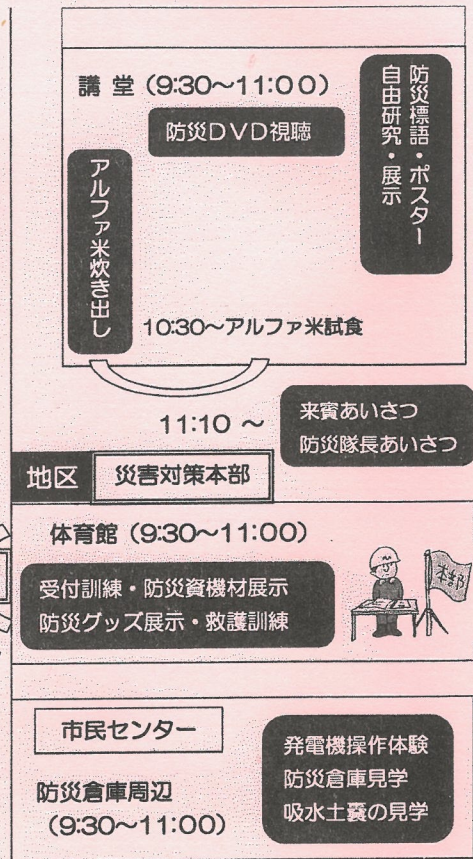 講堂（9:30～11:00）
防災DVD視聴
防災標語・ポスター
自由研究・展示
アルファ米炊き出し
10:30～アルファ米試食
11:10 ～
来賓あいさつ
防災隊長あいさつ
地区 災害対策本部
体育館（9:30～11:00）
受付訓練・防災資機材展示
防災グッズ展示・救護訓練
本部
市民センター
防災倉庫周辺
（9:30～11:00）
発電機操作体験
防災倉庫見学
吸水土嚢の見学